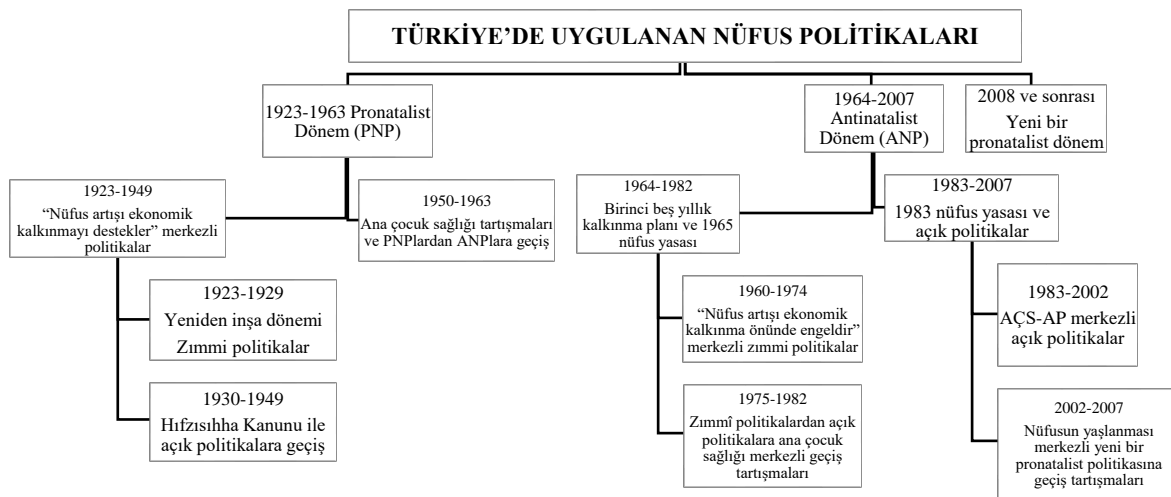 TÜRKİYE’DE UYGULANAN NÜFUS POLİTİKALARI
1923-1963 Pronatalist
Dönem (PNP)
1923-1949
“Nüfus artışı ekonomik
kalkınmayı destekler” merkezli
politikalar
1923-1929
Yeniden inşa dönemi
Zımmi politikalar
1930-1949
Hıfzısıhha Kanunu ile
açık politikalara geçiş
1950-1963
Ana çocuk sağlığı tartışmaları
ve PNPlardan ANPlara geçiş
1964-2007
Antinatalist
Dönem (ANP)
1964-1982
Birinci beş yıllık
kalkınma planı ve 1965
nüfus yasası
1960-1974
“Nüfus artışı ekonomik
kalkınma önünde engeldir”
merkezli zımmi politikalar
1975-1982
Zımmî politikalardan açık
politikalara ana çocuk
sağlığı merkezli geçiş
tartışmaları
1983-2007
1983 nüfus yasası ve
açık politikalar
1983-2002
AÇS-AP merkezli
açık politikalar
2002-2007
Nüfusun yaşlanması
merkezli yeni bir
pronatalist politikasına
geçiş tartışmaları
2008 ve sonrası
Yeni bir
pronatalist dönem